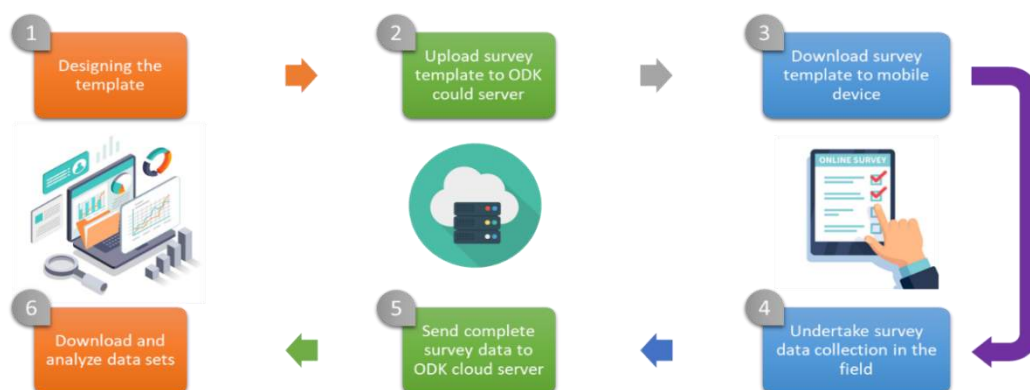 1
Designing the
template
2
Upload survey
template to ODK
could server
3
Download survey
template to mobile
device
ONLINE SURVEY
4
Undertake survey
data collection in the
field
5
Send complete
survey data to
ODK cloud server
6
Download and
analyze data sets